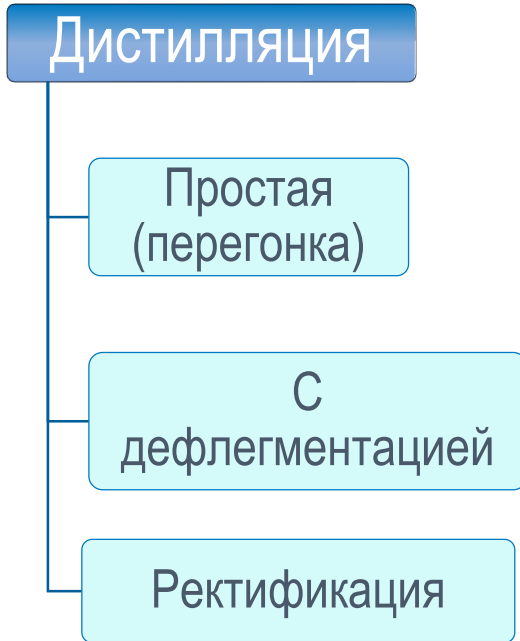 Дистилляция
Простая
(перегонка)
С
дефлегментацией
Ректификация